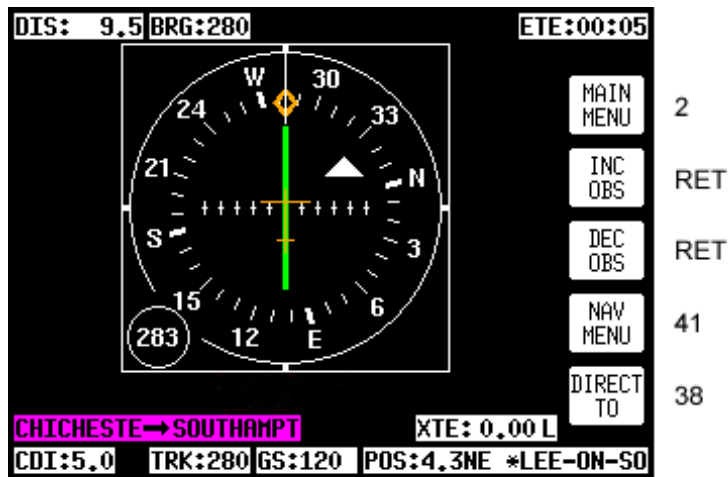 DIS: 9.5 BRG:280 ETE:00:05
W 30
24 33
21 N
S 3
15 6
12 E
283
MAIN MENU 2
INC OBS RET
DEC OBS RET
NAV MENU 41
DIRECT TO 38
CHICHESTE→SOUTHAMPT XTE: 0.00 L
CDI:5.0 TRK:280 GS:120 POS:4.3NE *LEE-ON-SO